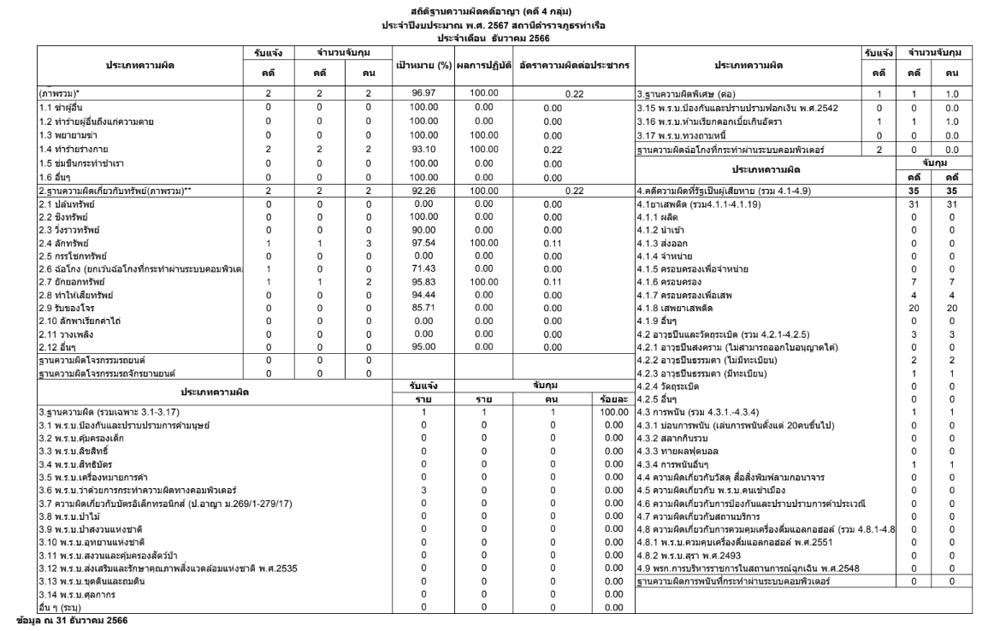 สถิติฐานความผิดคดีอาญา (คดี 4 กลุ่ม)
ประจำปีงบประมาณ พ.ศ. 2567 สถานีตำรวจภูธรท่าเรือ
ประจำเดือน ธันวาคม 2566
ประเภทความผิด รับแจ้ง จำนวนจับกุม เป้าหมาย (%) ผลการปฏิบัติ อัตราความผิดต่อประชากร
คดี คดี คน
(ภาพรวม)* 2 2 2 96.97 100.00 0.22
1.1 ฆ่าผู้อื่น 0 0 0 100.00 0.00 0.00
1.2 ทำร้ายผู้อื่นถึงแก่ความตาย 0 0 0 100.00 0.00 0.00
1.3 พยายามฆ่า 0 0 0 100.00 100.00 0.00
1.4 ทำร้ายร่างกาย 2 2 2 93.10 100.00 0.22
1.5 ข่มขืนกระทำชำเรา 0 0 0 100.00 0.00 0.00
1.6 อื่นๆ 0 0 0 100.00 0.00 0.00
2.ฐานความผิดเกี่ยวกับทรัพย์(ภาพรวม)** 2 2 2 92.26 100.00 0.22
2.1 ปล้นทรัพย์ 0 0 0 0.00 0.00 0.00
2.2 ชิงทรัพย์ 0 0 0 100.00 0.00 0.00
2.3 วิ่งราวทรัพย์ 0 0 0 90.00 0.00 0.00
2.4 ลักทรัพย์ 1 1 3 97.54 100.00 0.11
2.5 กรรโชกทรัพย์ 0 0 0 0.00 0.00 0.00
2.6 ฉ้อโกง (ยกเว้นฉ้อโกงที่กระทำผ่านระบบคอมพิวเต 1 0 0 71.43 0.00 0.00
2.7 ยักยอกทรัพย์ 1 1 2 95.83 100.00 0.11
2.8 ทำให้เสียทรัพย์ 0 0 0 94.44 0.00 0.00
2.9 รับของโจร 0 0 0 85.71 0.00 0.00
2.10 ลักพาเรียกค่าไถ่ 0 0 0 0.00 0.00 0.00
2.11 วางเพลิง 0 0 0 0.00 0.00 0.00
2.12 อื่นๆ 0 0 0 95.00 0.00 0.00
ฐานความผิดโจรกรรมรถยนต์ 0 0 0
ฐานความผิดโจรกรรมรถจักรยานยนต์ 0 0 0
ประเภทความผิด รับแจ้ง จับกุม
ราย ราย คน ร้อยละ
3.ฐานความผิด (รวมเฉพาะ 3.1-3.17) 1 1 1 100.00
3.1 พ.ร.บ.ป้องกันและปราบปรามการค้ามนุษย์ 0 0 0 0.00
3.2 พ.ร.บ.คุ้มครองเด็ก 0 0 0 0.00
3.3 พ.ร.บ.ลิขสิทธิ์ 0 0 0 0.00
3.4 พ.ร.บ.สิทธิบัตร 0 0 0 0.00
3.5 พ.ร.บ.เครื่องหมายการค้า 0 0 0 0.00
3.6 พ.ร.บ.ว่าด้วยการกระทำความผิดทางคอมพิวเตอร์ 3 0 0 0.00
3.7 ความผิดเกี่ยวกับบัตรอิเล็กทรอนิกส์ (ป.อาญา ม.269/1-279/17) 0 0 0 0.00
3.8 พ.ร.บ.ป่าไม้ 0 0 0 0.00
3.9 พ.ร.บ.ป่าสงวนแห่งชาติ 0 0 0 0.00
3.10 พ.ร.บ.อุทยานแห่งชาติ 0 0 0 0.00
3.11 พ.ร.บ.สงวนและคุ้มครองสัตว์ป่า 0 0 0 0.00
3.12 พ.ร.บ.ส่งเสริมและรักษาคุณภาพสิ่งแวดล้อมแห่งชาติ พ.ศ.2535 0 0 0 0.00
3.13 พ.ร.บ.ขุดดินและถมดิน 0 0 0 0.00
3.14 พ.ร.บ.ศุลกากร 0 0 0 0.00
อื่น ๆ (ระบุ) 0 0 0 0.00
ประเภทความผิด รับแจ้ง จำนวนจับกุม
คดี คดี คน
3.ฐานความผิดพิเศษ (ต่อ) 1 1 1.0
3.15 พ.ร.บ.ป้องกันและปราบปรามฟอกเงิน พ.ศ.2542 0 0 0.0
3.16 พ.ร.บ.ห้ามเรียกดอกเบี้ยเกินอัตรา 1 1 1.0
3.17 พ.ร.บ.ทวงถามหนี้ 0 0 0.0
ฐานความผิดฉ้อโกงที่กระทำผ่านระบบคอมพิวเตอร์ 2 0 0.0
ประเภทความผิด จับกุม
คดี คดี
4.คดีความผิดที่รัฐเป็นผู้เสียหาย (รวม 4.1-4.9) 35 35
4.1ยาเสพติด (รวม4.1.1-4.1.19) 31 31
4.1.1 ผลิต 0 0
4.1.2 นำเข้า 0 0
4.1.3 ส่งออก 0 0
4.1.4 จำหน่าย 0 0
4.1.5 ครอบครองเพื่อจำหน่าย 0 0
4.1.6 ครอบครอง 7 7
4.1.7 ครอบครองเพื่อเสพ 4 4
4.1.8 เสพยาเสพติด 20 20
4.1.9 อื่นๆ 0 0
4.2 อาวุธปืนและวัตถุระเบิด (รวม 4.2.1-4.2.5) 3 3
4.2.1 อาวุธปืนสงคราม (ไม่สามารถออกใบอนุญาตได้) 0 0
4.2.2 อาวุธปืนธรรมดา (ไม่มีทะเบียน) 2 2
4.2.3 อาวุธปืนธรรมดา (มีทะเบียน) 1 1
4.2.4 วัตถุระเบิด 0 0
4.2.5 อื่นๆ 0 0
4.3 การพนัน (รวม 4.3.1.-4.3.4) 1 1
4.3.1 บ่อนการพนัน (เล่นการพนันตั้งแต่ 20คนขึ้นไป) 0 0
4.3.2 สลากกินรวบ 0 0
4.3.3 ทายผลฟุตบอล 0 0
4.3.4 การพนันอื่นๆ 1 1
4.4 ความผิดเกี่ยวกับวัสดุ สื่อสิ่งพิมพ์ลามกอนาจาร 0 0
4.5 ความผิดเกี่ยวกับ พ.ร.บ.คนเข้าเมือง 0 0
4.6 ความผิดเกี่ยวกับการป้องกันและปราบปราบการค้าประเวณี 0 0
4.7 ความผิดเกี่ยวกับสถานบริการ 0 0
4.8 ความผิดเกี่ยวกับการควบคุมเครื่องดื่มแอลกอฮอล์ (รวม 4.8.1-4.8 0 0
4.8.1 พ.ร.บ.ควบคุมเครื่องดื่มแอลกอฮอล์ พ.ศ.2551 0 0
4.8.2 พ.ร.บ.สุรา พ.ศ.2493 0 0
4.9 พรก.การบริหารราชการในสถานการณ์ฉุกเฉิน พ.ศ.2548 0 0
ฐานความผิดการพนันที่กระทำผ่านระบบคอมพิวเตอร์ 0 0
ข้อมูล ณ 31 ธันวาคม 2566